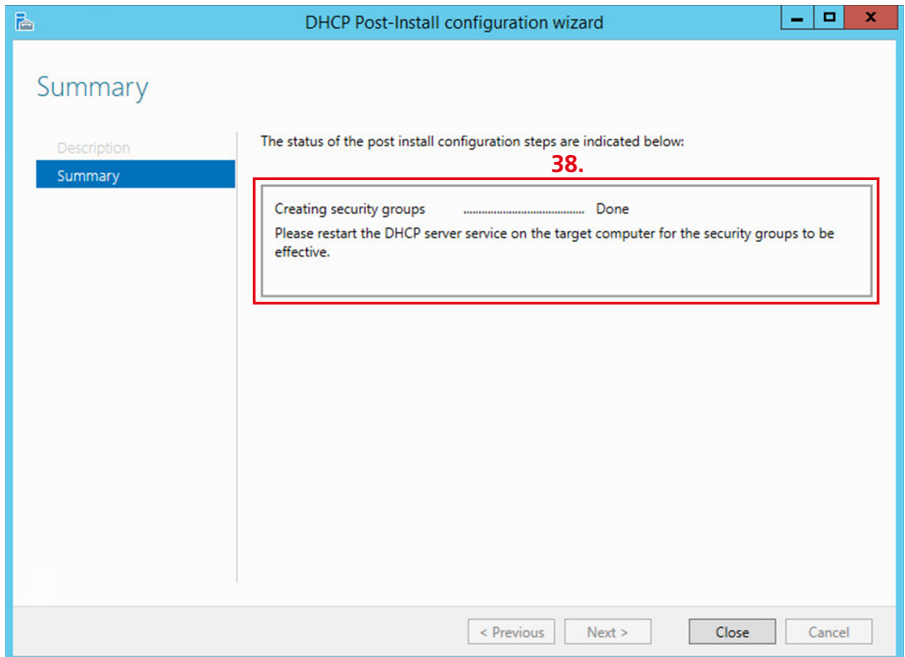 DHCP Post-Install configuration wizard
Summary
Description
Summary
The status of the post install configuration steps are indicated below:
38.
Creating security groups ........................................ Done
Please restart the DHCP server service on the target computer for the security groups to be
effective.
< Previous Next > Close Cancel